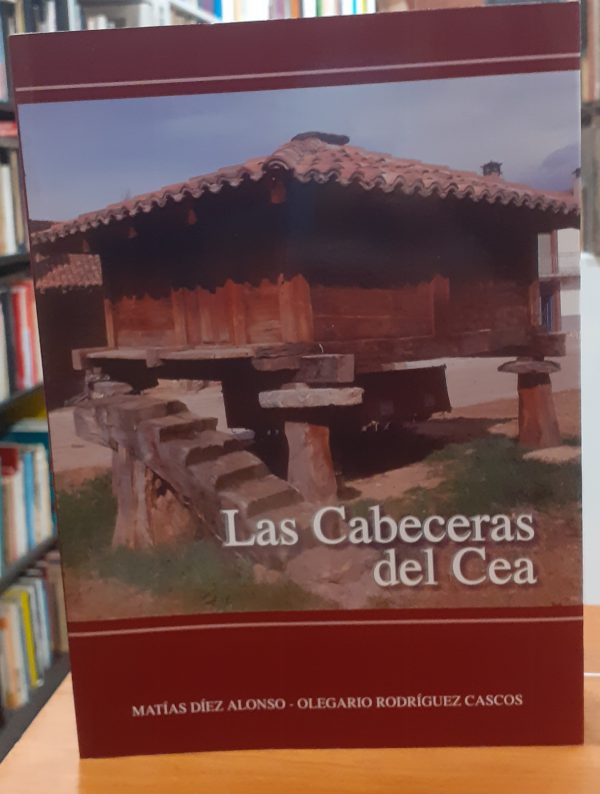 Las Cabeceras
del Cea
MATÍAS DÍEZ ALONSO - OLEGARIO RODRÍGUEZ CASCOS